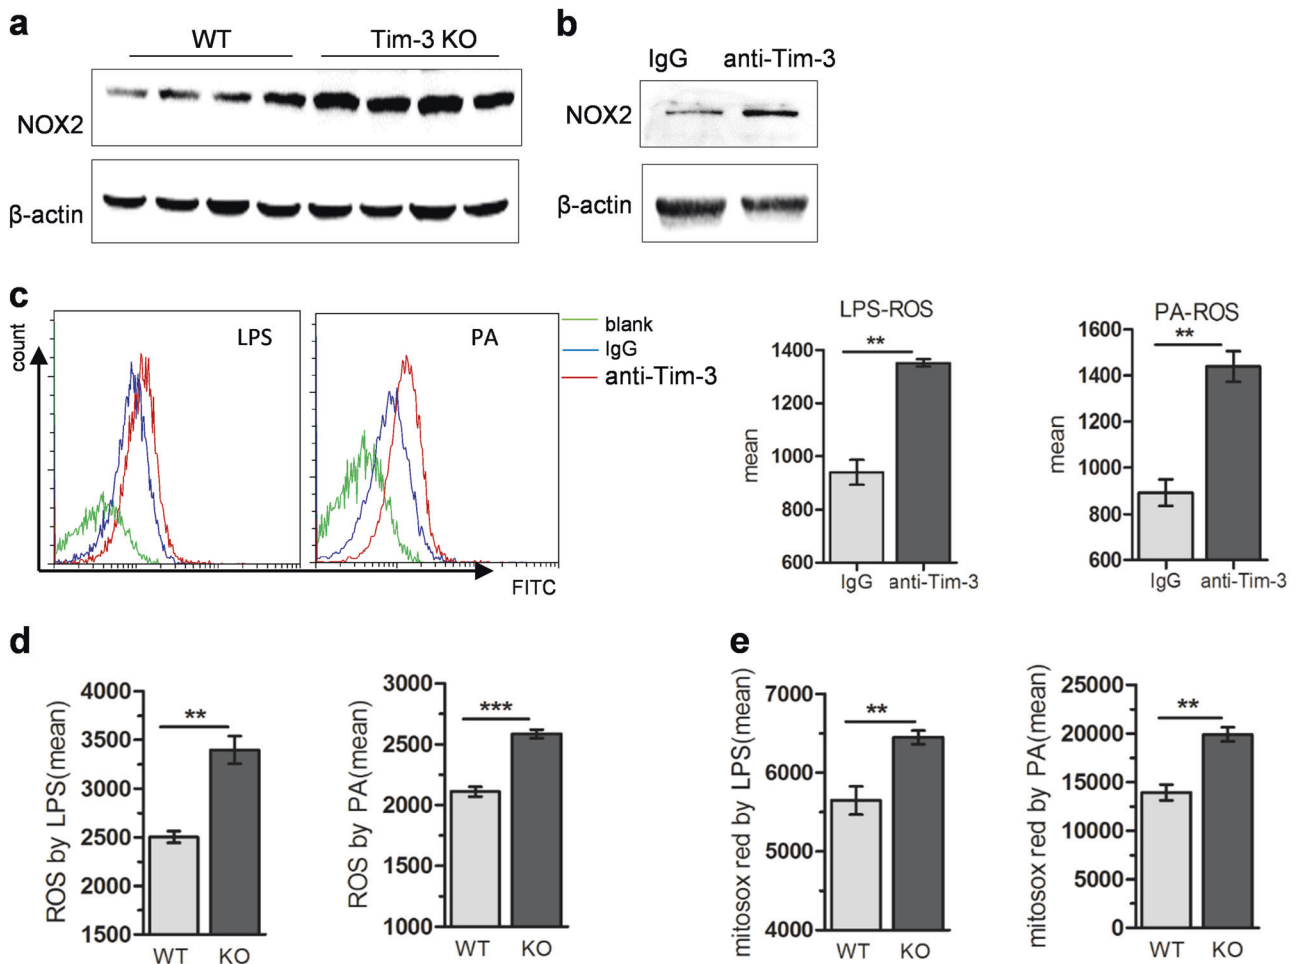 a
WT
Tim-3 KO
NOX2
β-actin
b
IgG
anti-Tim-3
NOX2
β-actin
c
count
LPS
PA
FITC
blank
IgG
anti-Tim-3
LPS-ROS
**
mean
1400
1200
1000
800
600
IgG
anti-Tim-3
PA-ROS
**
mean
1600
1400
1200
1000
800
600
IgG
anti-Tim-3
d
ROS by LPS(mean)
4000
3500
3000
2500
2000
1500
**
WT
KO
ROS by PA(mean)
3000
2500
2000
1500
1000
***
WT
KO
e
mitosox red by LPS(mean)
7000
6000
5000
4000
**
WT
KO
mitosox red by PA(mean)
25000
20000
15000
10000
5000
0
**
WT
KO